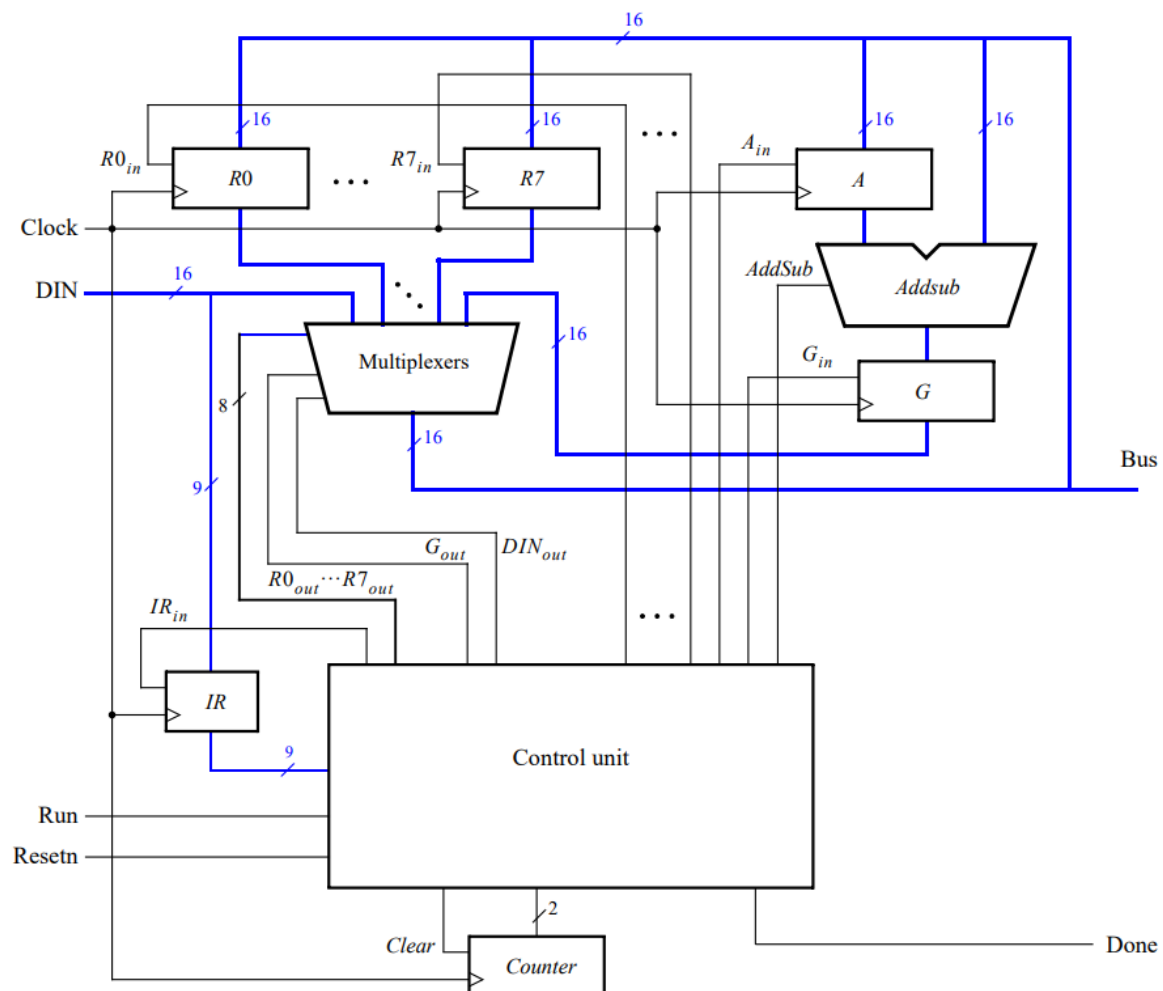 16
16
16
16
16
R0in
R0
• • •
R7in
R7
• • •
Ain
A
Clock
AddSub
Addsub
DIN
16
Multiplexers
16
Gin
G
8
16
Bus
9
Gout
DINout
R0out···R7out
IRin
• • •
IR
9
Control unit
Run
Resetn
2
Clear
Counter
Done